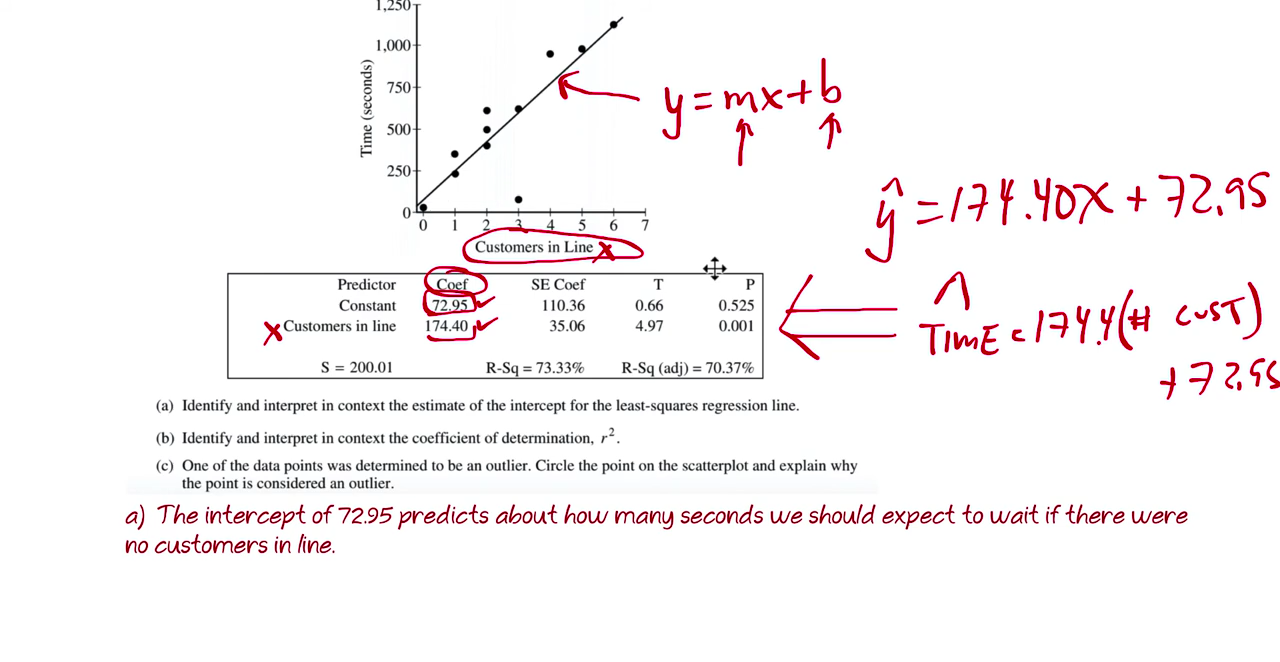 1,250
1,000
750
500
250
0
Time (seconds)
0 1 2 3 4 5 6 7
Customers in Line X
y = mx + b
ŷ = 174.40x + 72.95
TIME = 174.4(# CUST)
+ 72.95
Predictor Coef SE Coef T P
Constant 72.95 110.36 0.66 0.525
X Customers in line 174.40 35.06 4.97 0.001
S = 200.01 R-Sq = 73.33% R-Sq (adj) = 70.37%
(a) Identify and interpret in context the estimate of the intercept for the least-squares regression line.
(b) Identify and interpret in context the coefficient of determination, r².
(c) One of the data points was determined to be an outlier. Circle the point on the scatterplot and explain why
the point is considered an outlier.
a) The intercept of 72.95 predicts about how many seconds we should expect to wait if there were
no customers in line.